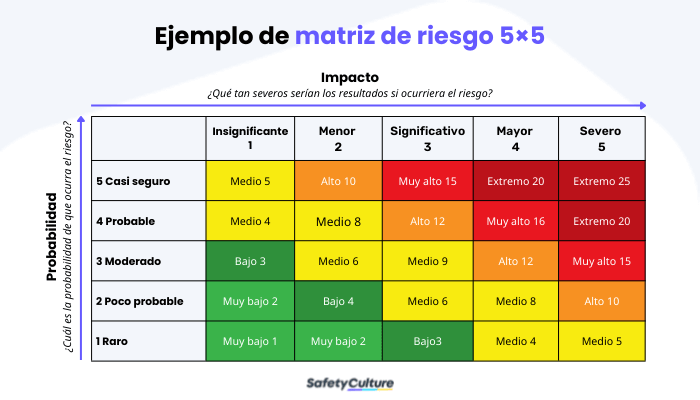 Ejemplo de matriz de riesgo 5×5
Impacto
¿Qué tan severos serían los resultados si ocurriera el riesgo?
Probabilidad
¿Cuál es la probabilidad de que ocurra el riesgo?
Insignificante 1
Menor 2
Significativo 3
Mayor 4
Severo 5
5 Casi seguro
Medio 5
Alto 10
Muy alto 15
Extremo 20
Extremo 25
4 Probable
Medio 4
Medio 8
Alto 12
Muy alto 16
Extremo 20
3 Moderado
Bajo 3
Medio 6
Medio 9
Alto 12
Muy alto 15
2 Poco probable
Muy bajo 2
Bajo 4
Medio 6
Medio 8
Alto 10
1 Raro
Muy bajo 1
Muy bajo 2
Bajo3
Medio 4
Medio 5
SafetyCulture